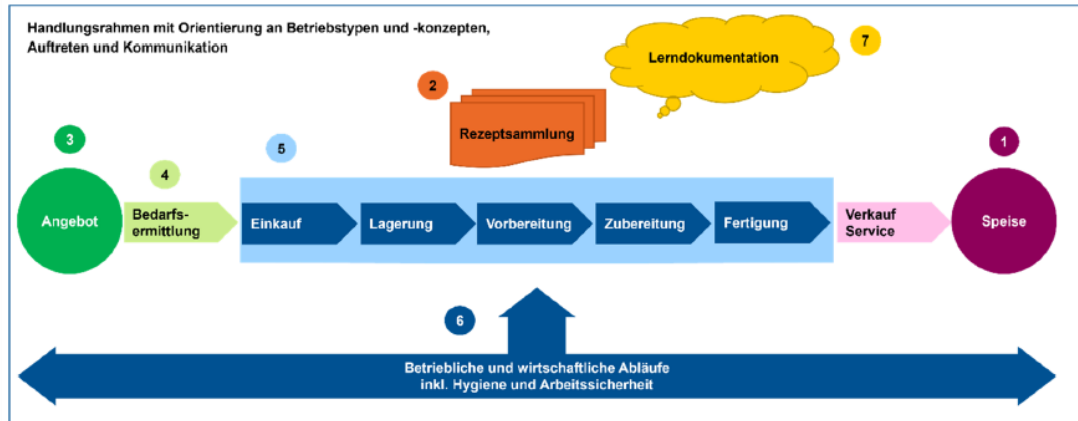 Handlungsrahmen mit Orientierung an Betriebstypen und -konzepten,
Auftreten und Kommunikation
7
Lerndokumentation
2
Rezeptsammlung
3
5
1
4
Angebot
Bedarfs-
ermittlung
Einkauf
Lagerung
Vorbereitung
Zubereitung
Fertigung
Verkauf
Service
Speise
6
Betriebliche und wirtschaftliche Abläufe
inkl. Hygiene und Arbeitssicherheit